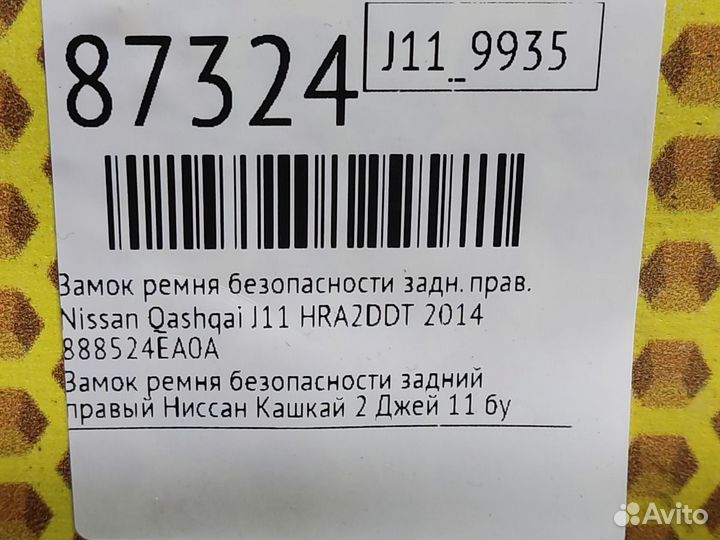 87324
J11_9935
Замок ремня безопасности задн. прав.
Nissan Qashqai J11 HRA2DDT 2014
888524EA0A
Замок ремня безопасности задний
правый Ниссан Кашкай 2 Джей 11 бу
Avito